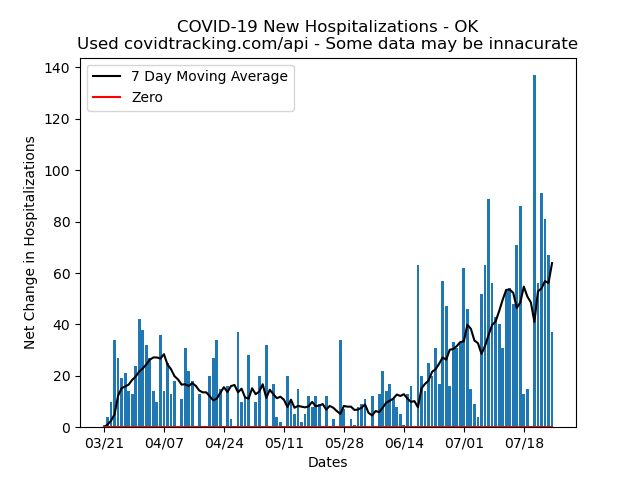 COVID-19 New Hospitalizations - OK
Used covidtracking.com/api - Some data may be innacurate
7 Day Moving Average
Zero
Net Change in Hospitalizations
140
120
100
80
60
40
20
0
03/21 04/07 04/24 05/11 05/28 06/14 07/01 07/18
Dates